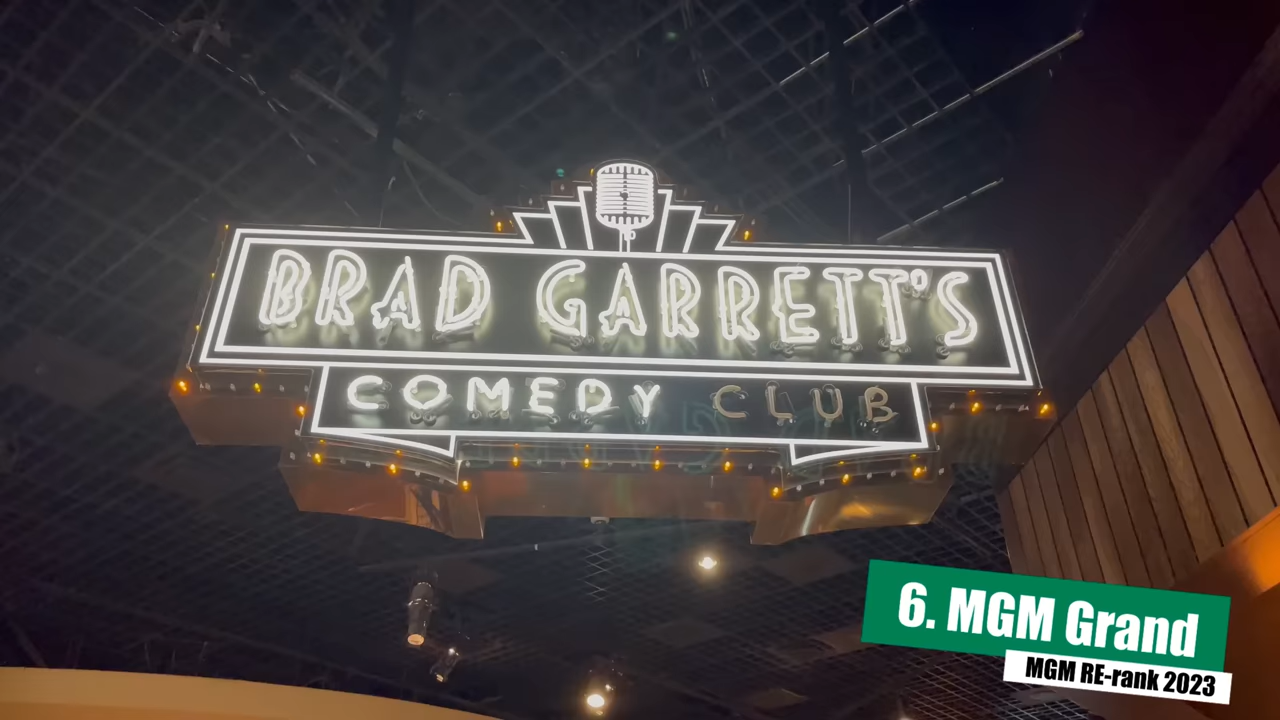 BRAD GARRETT'S
COMEDY CLUB
6. MGM Grand
MGM RE-rank 2023